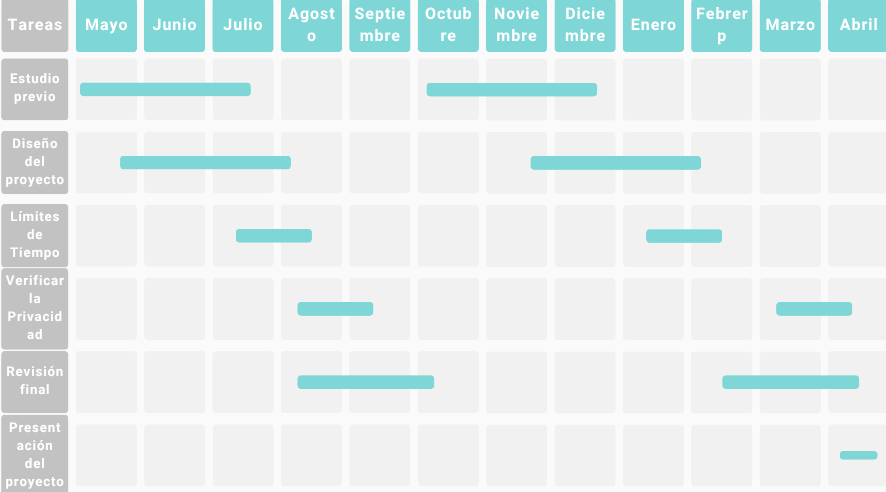 Tareas
Mayo
Junio
Julio
Agost
o
Septie
mbre
Octub
re
Novie
mbre
Dicie
mbre
Enero
Febrer
p
Marzo
Abril
Estudio
previo
Diseño
del
proyecto
Límites
de
Tiempo
Verificar
la
Privacid
ad
Revisión
final
Present
ación
del
proyecto